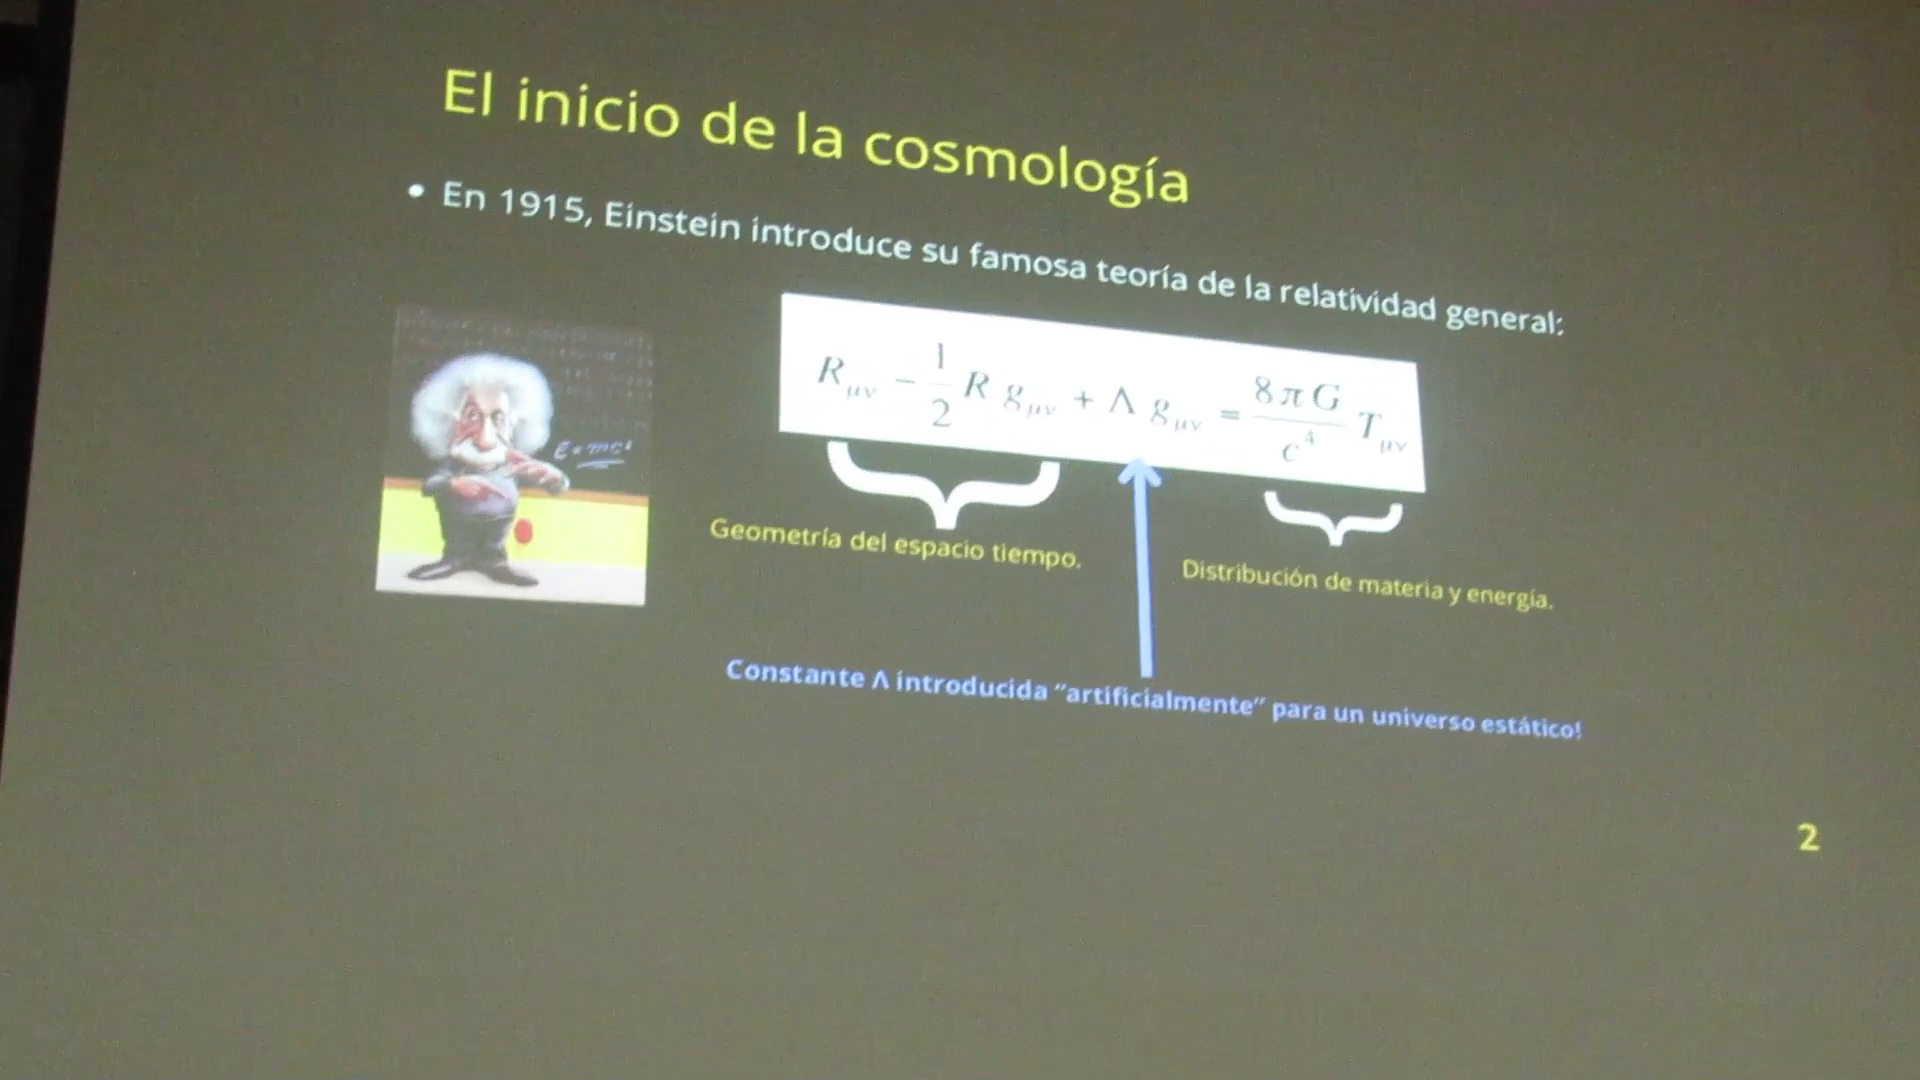 El inicio de la cosmología
• En 1915, Einstein introduce su famosa teoría de la relatividad general:
R_μν − 1/2 R g_μν + Λ g_μν = 8πG/c⁴ T_μν
E=mc²
Geometría del espacio tiempo.
Distribución de materia y energía.
Constante Λ introducida “artificialmente” para un universo estático!
2